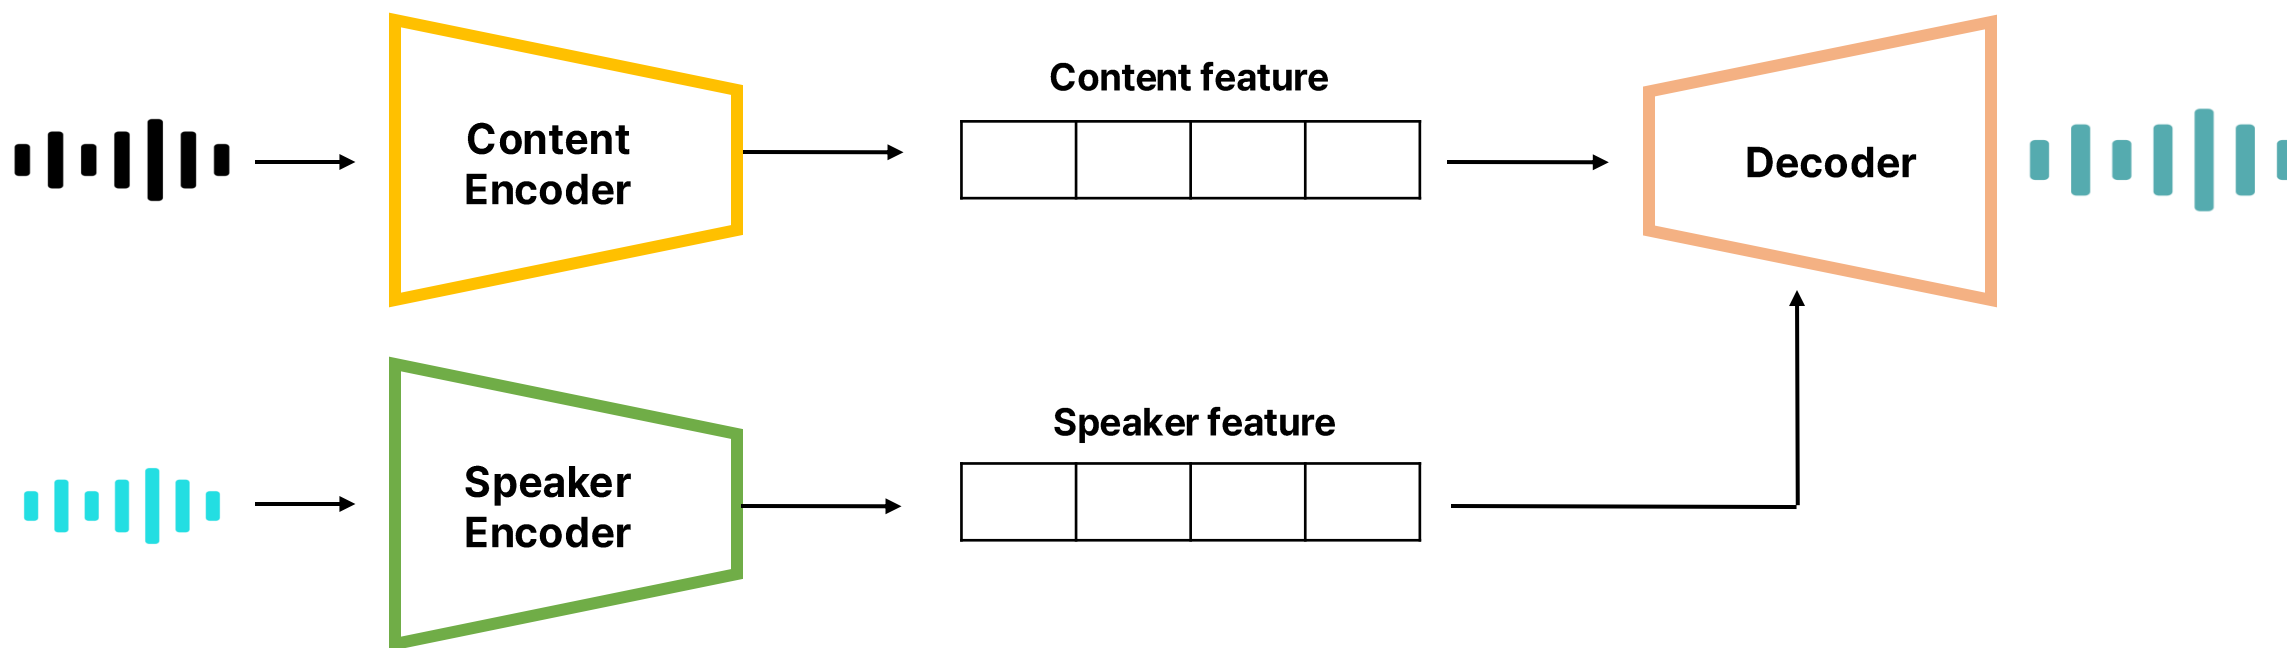 Content
Encoder
Content feature
Decoder
Speaker
Encoder
Speaker feature